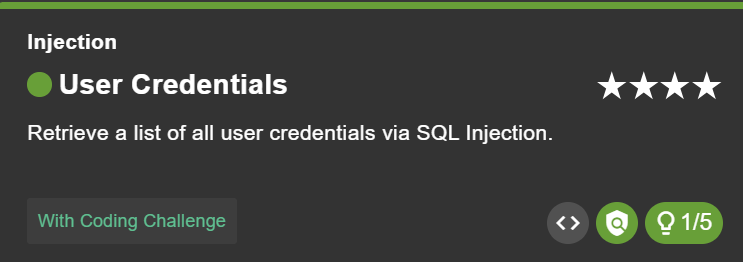 Injection
User Credentials
Retrieve a list of all user credentials via SQL Injection.
With Coding Challenge
1/5